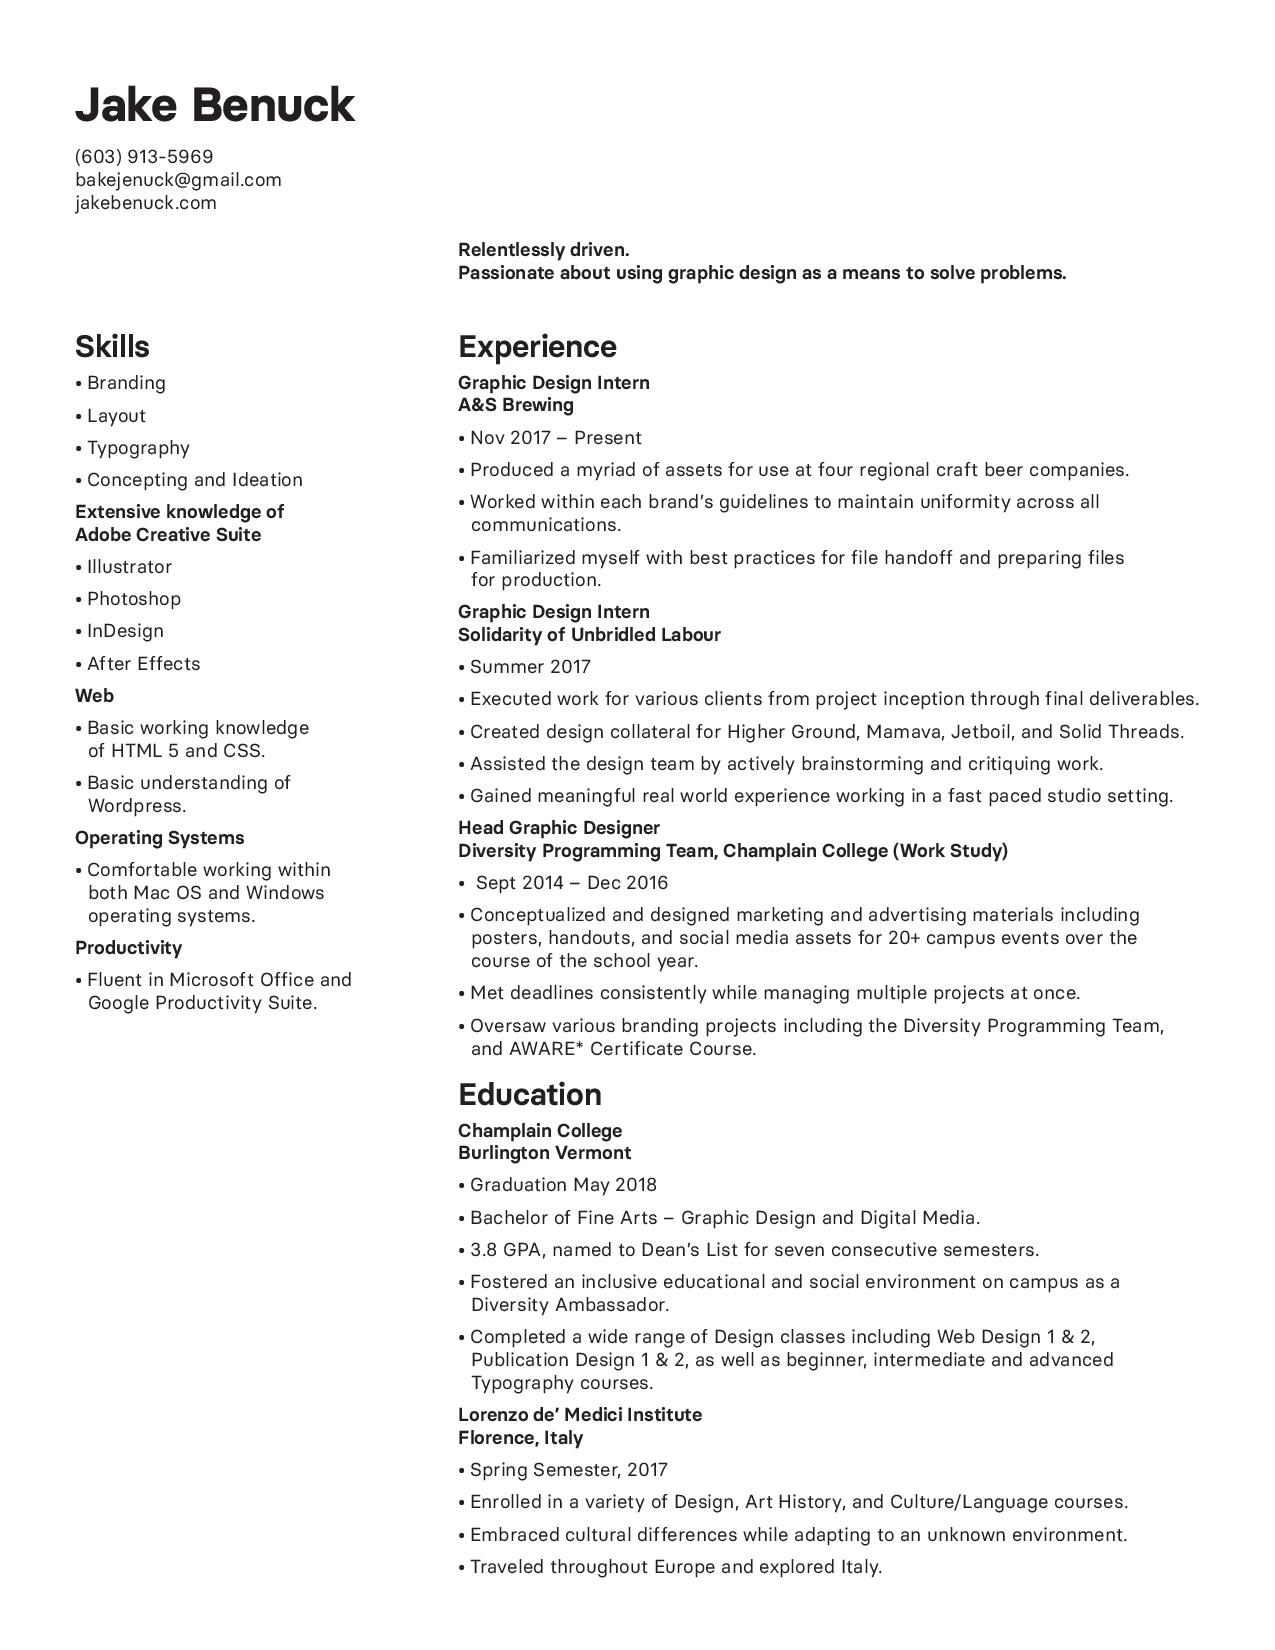 Jake Benuck
(603) 913-5969
bakejenuck@gmail.com
jakebenuck.com
Relentlessly driven.
Passionate about using graphic design as a means to solve problems.
Skills
• Branding
• Layout
• Typography
• Concepting and Ideation
Extensive knowledge of
Adobe Creative Suite
• Illustrator
• Photoshop
• InDesign
• After Effects
Web
• Basic working knowledge
of HTML 5 and CSS.
• Basic understanding of
Wordpress.
Operating Systems
• Comfortable working within
both Mac OS and Windows
operating systems.
Productivity
• Fluent in Microsoft Office and
Google Productivity Suite.
Experience
Graphic Design Intern
A&S Brewing
• Nov 2017 – Present
• Produced a myriad of assets for use at four regional craft beer companies.
• Worked within each brand's guidelines to maintain uniformity across all
communications.
• Familiarized myself with best practices for file handoff and preparing files
for production.
Graphic Design Intern
Solidarity of Unbridled Labour
• Summer 2017
• Executed work for various clients from project inception through final deliverables.
• Created design collateral for Higher Ground, Mamava, Jetboil, and Solid Threads.
• Assisted the design team by actively brainstorming and critiquing work.
• Gained meaningful real world experience working in a fast paced studio setting.
Head Graphic Designer
Diversity Programming Team, Champlain College (Work Study)
• Sept 2014 – Dec 2016
• Conceptualized and designed marketing and advertising materials including
posters, handouts, and social media assets for 20+ campus events over the
course of the school year.
• Met deadlines consistently while managing multiple projects at once.
• Oversaw various branding projects including the Diversity Programming Team,
and AWARE* Certificate Course.
Education
Champlain College
Burlington Vermont
• Graduation May 2018
• Bachelor of Fine Arts – Graphic Design and Digital Media.
• 3.8 GPA, named to Dean's List for seven consecutive semesters.
• Fostered an inclusive educational and social environment on campus as a
Diversity Ambassador.
• Completed a wide range of Design classes including Web Design 1 & 2,
Publication Design 1 & 2, as well as beginner, intermediate and advanced
Typography courses.
Lorenzo de' Medici Institute
Florence, Italy
• Spring Semester, 2017
• Enrolled in a variety of Design, Art History, and Culture/Language courses.
• Embraced cultural differences while adapting to an unknown environment.
• Traveled throughout Europe and explored Italy.